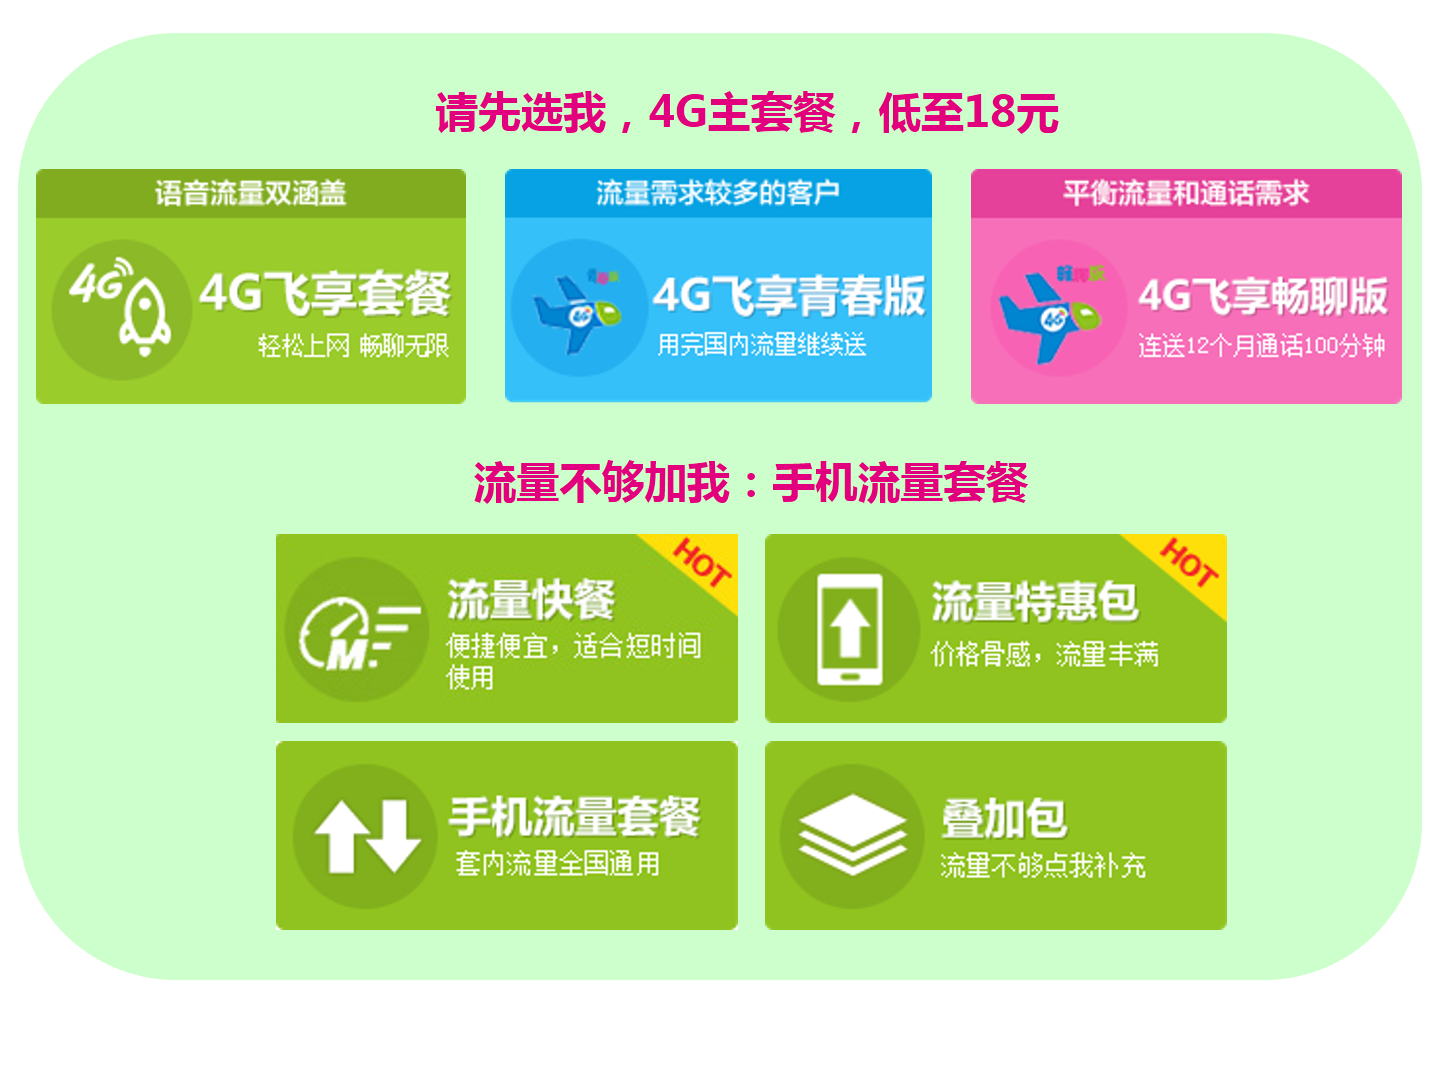 请先选我，4G主套餐，低至18元
语音流量双涵盖
4G
4G飞享套餐
轻松上网 畅聊无限
流量需求较多的客户
4G
4G飞享青春版
用完国内流量继续送
平衡流量和通话需求
4G
4G飞享畅聊版
连送12个月通话100分钟
流量不够加我：手机流量套餐
HOT
M
流量快餐
便捷便宜，适合短时间
使用
HOT
流量特惠包
价格骨感，流量丰满
手机流量套餐
套内流量全国通用
叠加包
流量不够点我补充